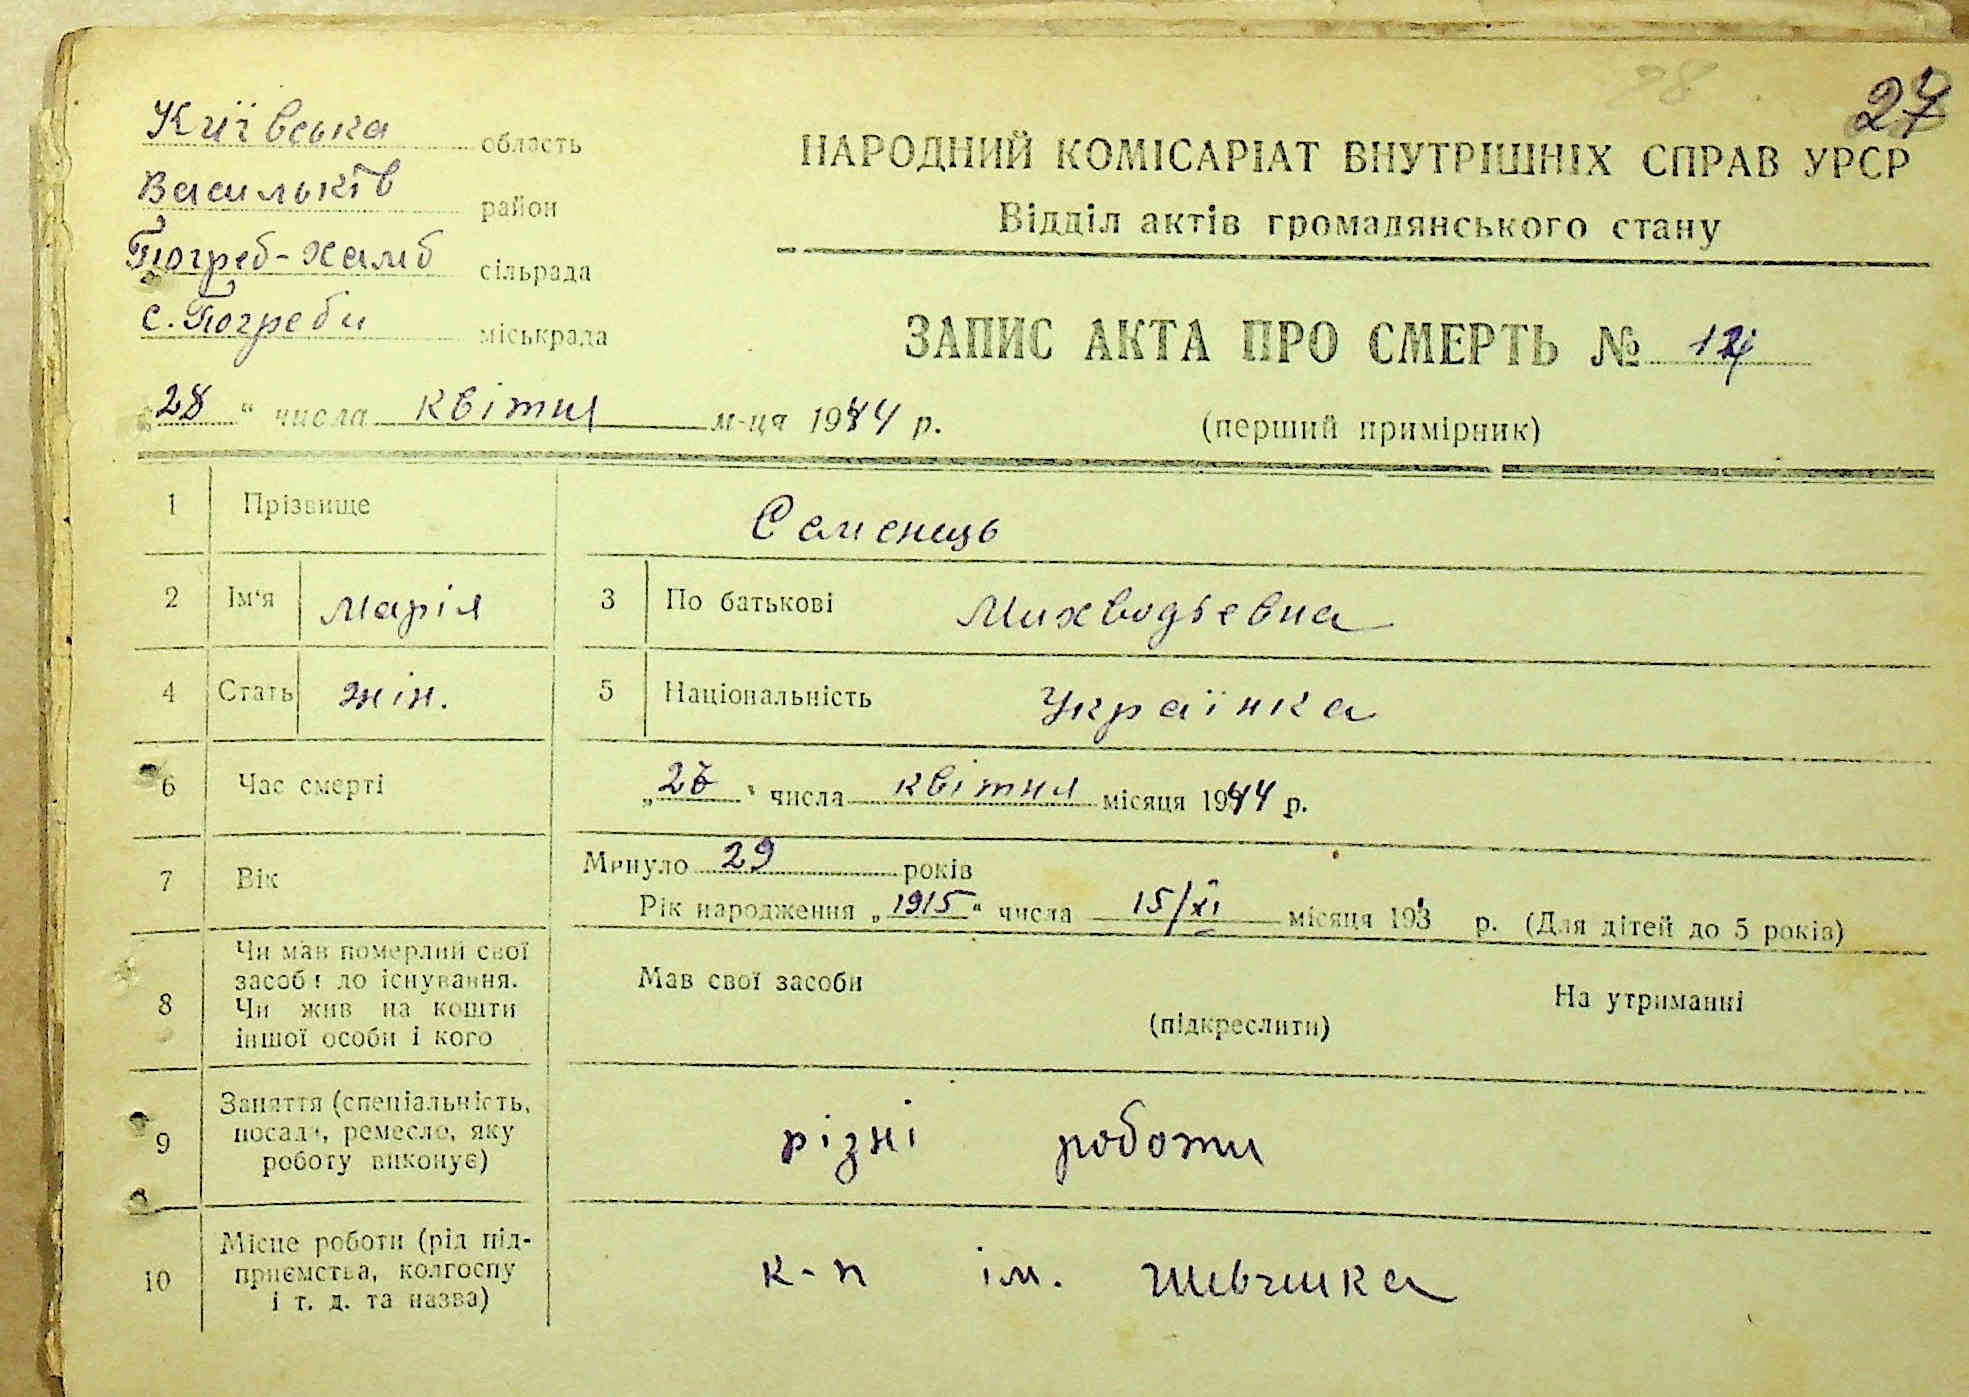 27
Київська область
Васильків район
Погреб-хамб сільрада
с. Погреби міськрада
НАРОДНИЙ КОМІСАРІАТ ВНУТРІШНІХ СПРАВ УРСР
Відділ актів громадянського стану
ЗАПИС АКТА ПРО СМЕРТЬ №
„28“ числа квітня м-ця 1944 р.
(перший примірник)
1 Прізвище Семенець
2 Ім'я Марія 3 По батькові
4 Стать жін. 5 Національність Українка
6 Час смерті „26“ числа квітня місяця 1944 р.
7 Вік Минуло 29 років
Рік народження „1915“ числа 15/XI місяця 193 р. (Для дітей до 5 років)
8 Чи мав померлий свої
засоби до існування.
Чи жив на кошти
іншої особи і кого
Мав свої засоби На утриманні
(підкреслити)
9 Заняття (спеціальність,
посада, ремесло, яку
роботу виконує)
різні роботи
10 Місце роботи (рід під-
приємства, колгоспу
і т. д. та назва)
к-п ім. Шевченка